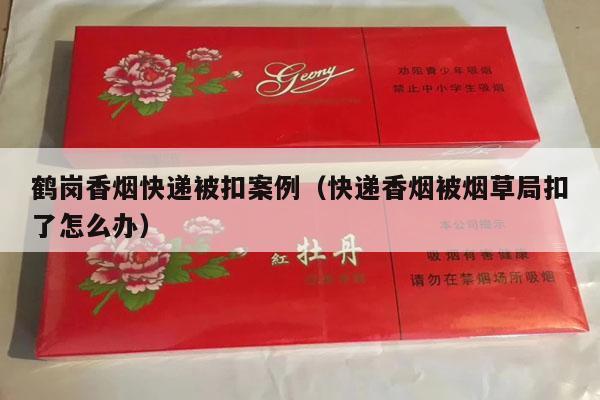 Geony
劝阻青少年吸烟
禁止中小学生吸烟
鹤岗香烟快递被扣案例（快递香烟被烟草局扣
了怎么办）
本公司提示
紅 牡丹
吸烟有害健康
请勿在禁烟场所吸烟